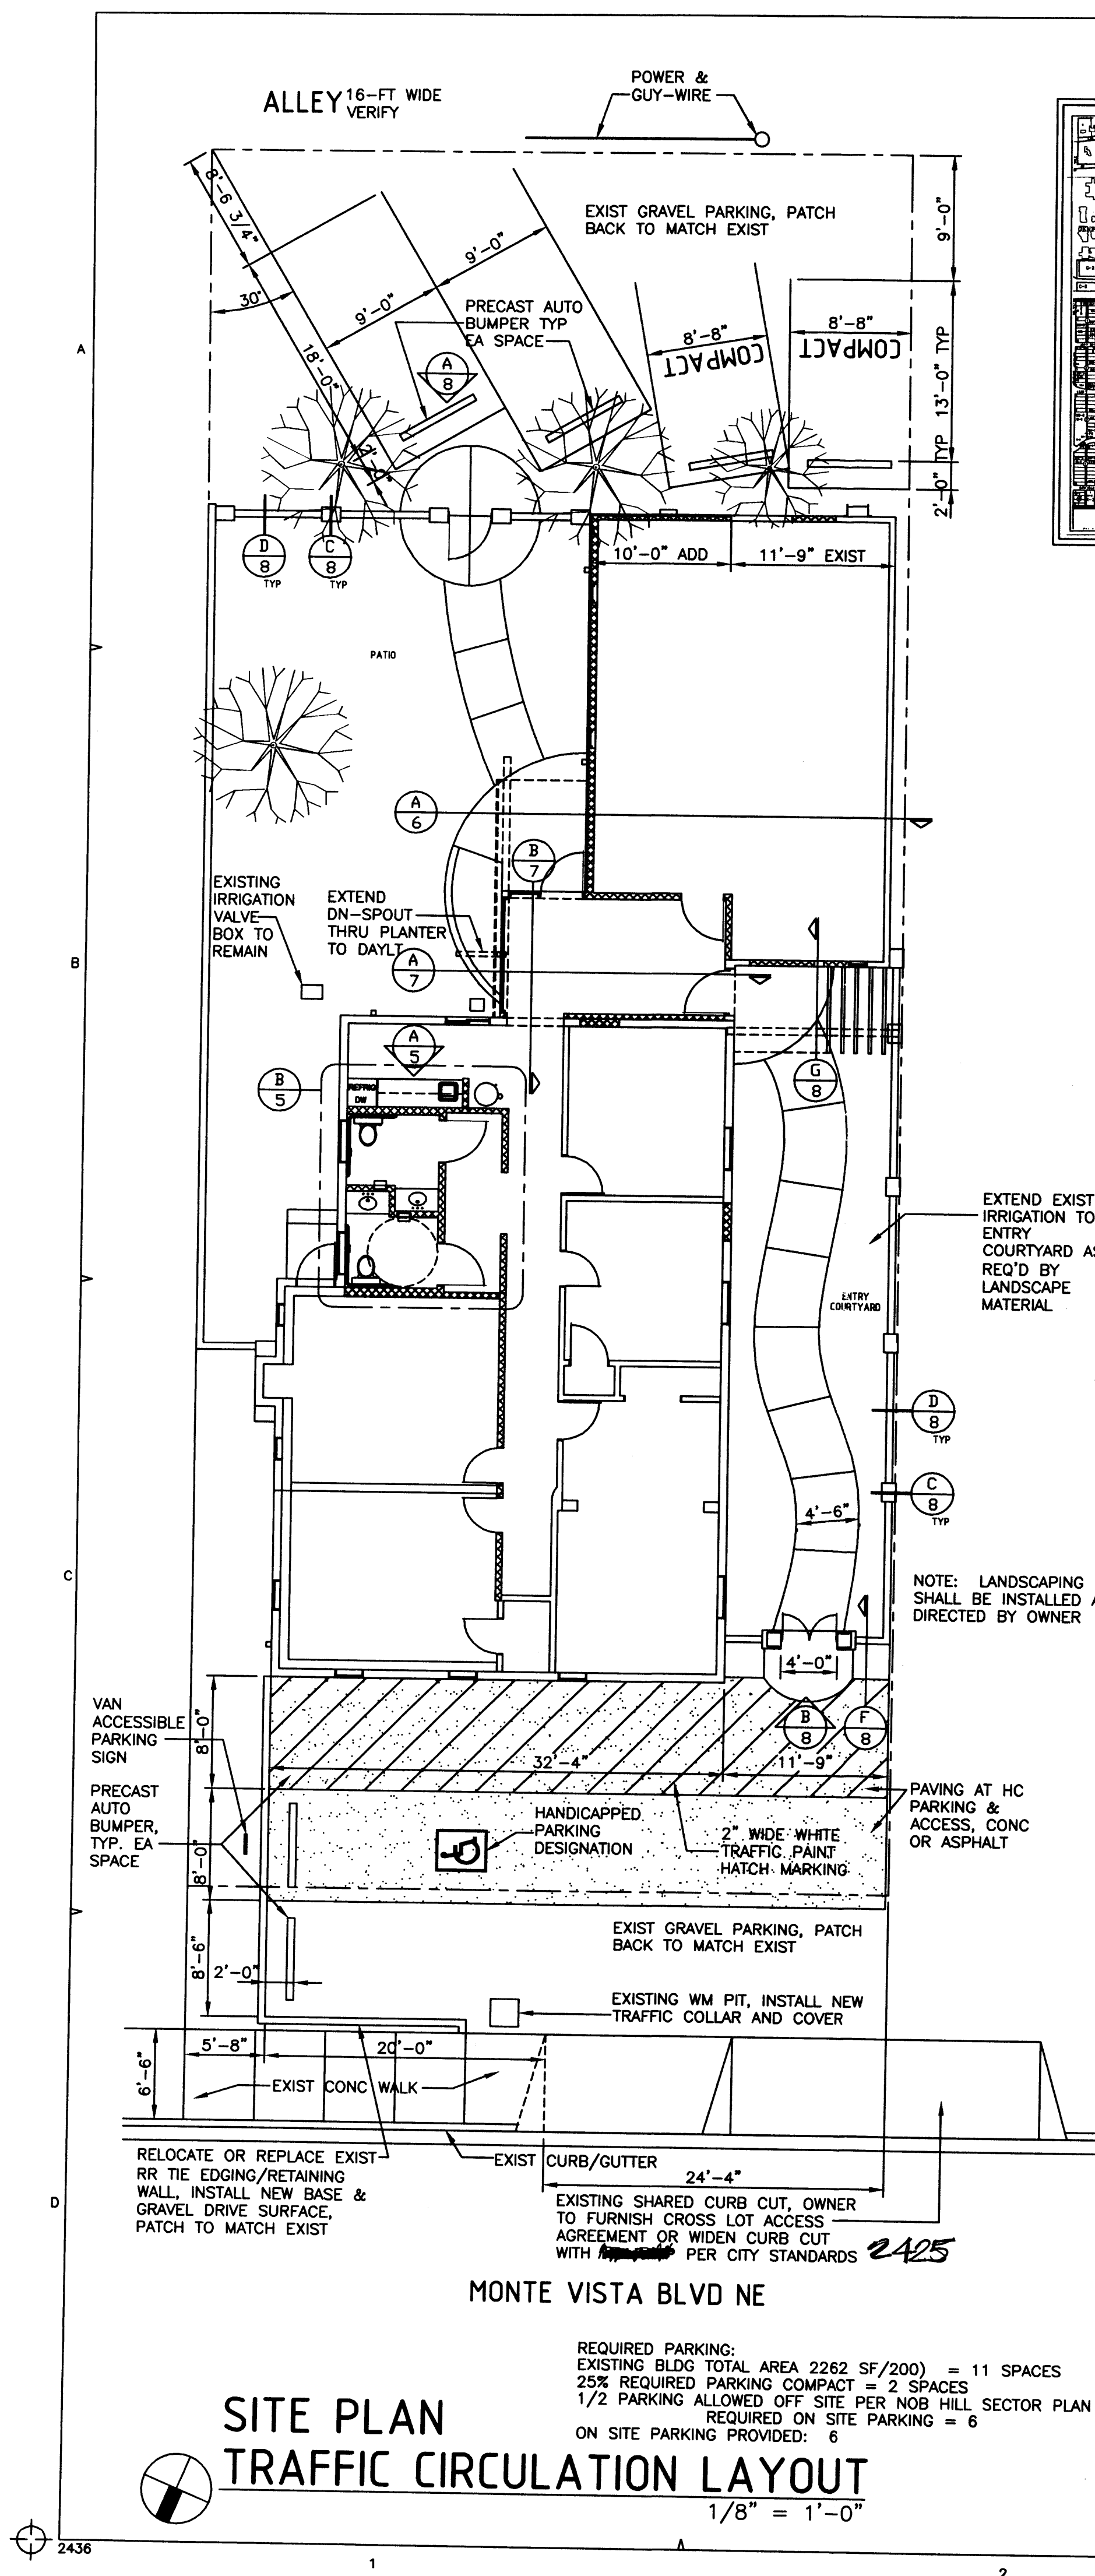 ALLEY 16-FT WIDE
VERIFY
POWER &
GUY-WIRE
8'-6 3/4"
30°
18'-0"
9'-0"
9'-0"
2'-0"
EXIST GRAVEL PARKING, PATCH
BACK TO MATCH EXIST
PRECAST AUTO
BUMPER TYP
EA SPACE
A
8
8'-8"
COMPACT
8'-8"
COMPACT
9'-0"
13'-0" TYP
2'-0" TYP
A
D
8
TYP
C
8
TYP
10'-0" ADD
11'-9" EXIST
PATIO
A
6
B
7
EXISTING
IRRIGATION
VALVE
BOX TO
REMAIN
EXTEND
DN-SPOUT
THRU PLANTER
TO DAYLT
A
7
B
A
5
B
5
REFRIG
DW
G
8
EXTEND EXIST
IRRIGATION TO
ENTRY
COURTYARD AS
REQ'D BY
LANDSCAPE
MATERIAL
ENTRY
COURTYARD
D
8
TYP
C
8
TYP
4'-6"
C
NOTE: LANDSCAPING
SHALL BE INSTALLED
DIRECTED BY OWNER
4'-0"
B
8
F
8
VAN
ACCESSIBLE
PARKING
SIGN
8'-0"
32'-4"
11'-9"
PRECAST
AUTO
BUMPER,
TYP. EA
SPACE
8'-0"
HANDICAPPED
PARKING
DESIGNATION
2" WIDE WHITE
TRAFFIC PAINT
HATCH MARKING
PAVING AT HC
PARKING &
ACCESS, CONC
OR ASPHALT
EXIST GRAVEL PARKING, PATCH
BACK TO MATCH EXIST
8'-6"
2'-0"
EXISTING WM PIT, INSTALL NEW
TRAFFIC COLLAR AND COVER
5'-8"
20'-0"
6'-6"
EXIST CONC WALK
RELOCATE OR REPLACE EXIST
RR TIE EDGING/RETAINING
WALL, INSTALL NEW BASE &
GRAVEL DRIVE SURFACE,
PATCH TO MATCH EXIST
EXIST CURB/GUTTER
24'-4"
D
EXISTING SHARED CURB CUT, OWNER
TO FURNISH CROSS LOT ACCESS
AGREEMENT OR WIDEN CURB CUT
WITH PER CITY STANDARDS 2425
MONTE VISTA BLVD NE
REQUIRED PARKING:
EXISTING BLDG TOTAL AREA 2262 SF/200) = 11 SPACES
25% REQUIRED PARKING COMPACT = 2 SPACES
1/2 PARKING ALLOWED OFF SITE PER NOB HILL SECTOR PLAN
REQUIRED ON SITE PARKING = 6
ON SITE PARKING PROVIDED: 6
SITE PLAN
TRAFFIC CIRCULATION LAYOUT
1/8" = 1'-0"
2436
1
2